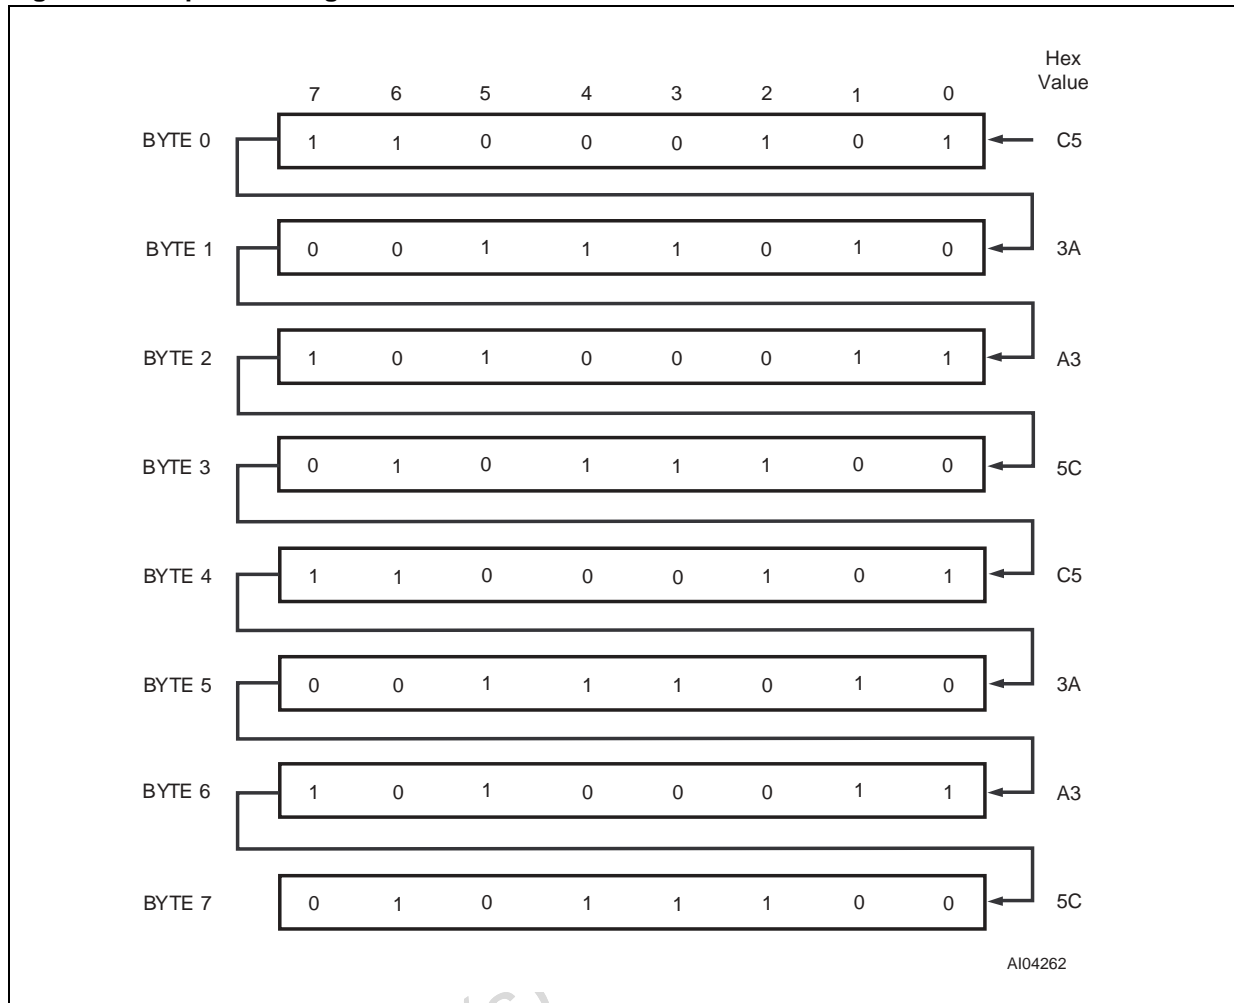 Hex
Value
7 6 5 4 3 2 1 0
BYTE 0 1 1 0 0 0 1 0 1 C5
BYTE 1 0 0 1 1 1 0 1 0 3A
BYTE 2 1 0 1 0 0 0 1 1 A3
BYTE 3 0 1 0 1 1 1 0 0 5C
BYTE 4 1 1 0 0 0 1 0 1 C5
BYTE 5 0 0 1 1 1 0 1 0 3A
BYTE 6 1 0 1 0 0 0 1 1 A3
BYTE 7 0 1 0 1 1 1 0 0 5C
AI04262